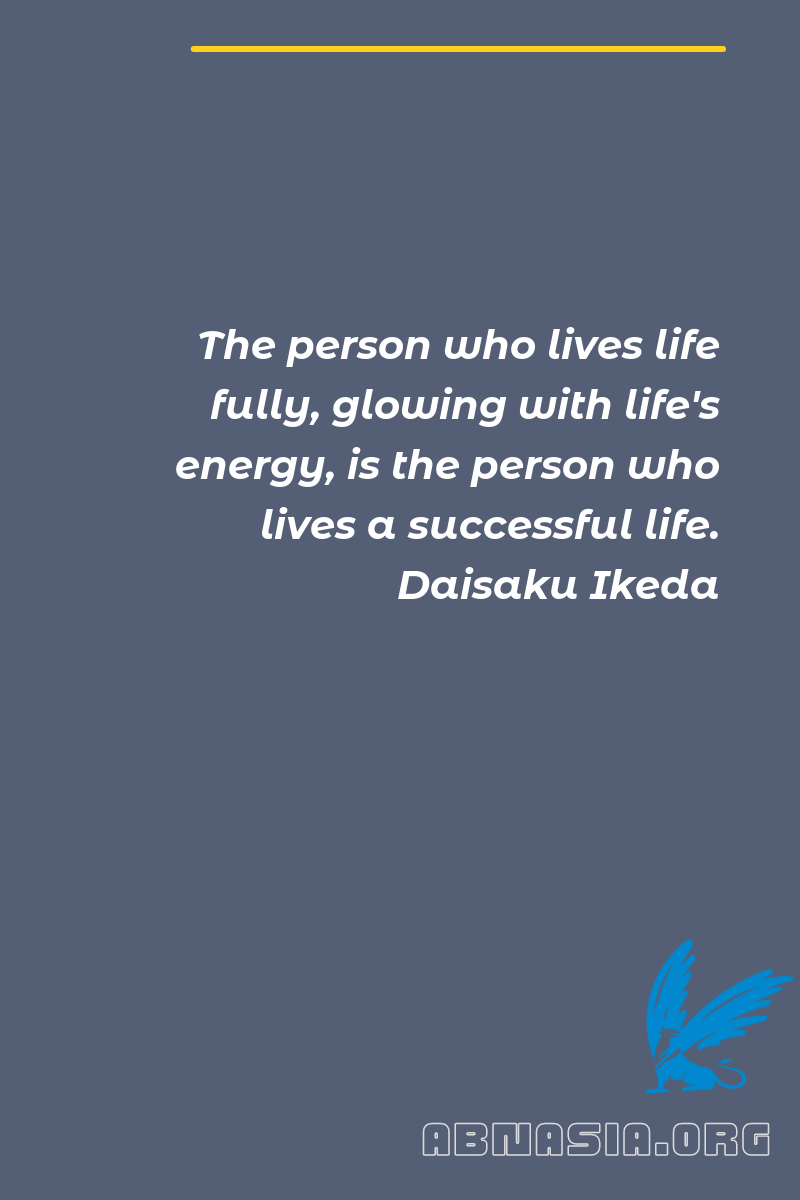 The person who lives life
fully, glowing with life's
energy, is the person who
lives a successful life.
Daisaku Ikeda
ABNASIA.ORG